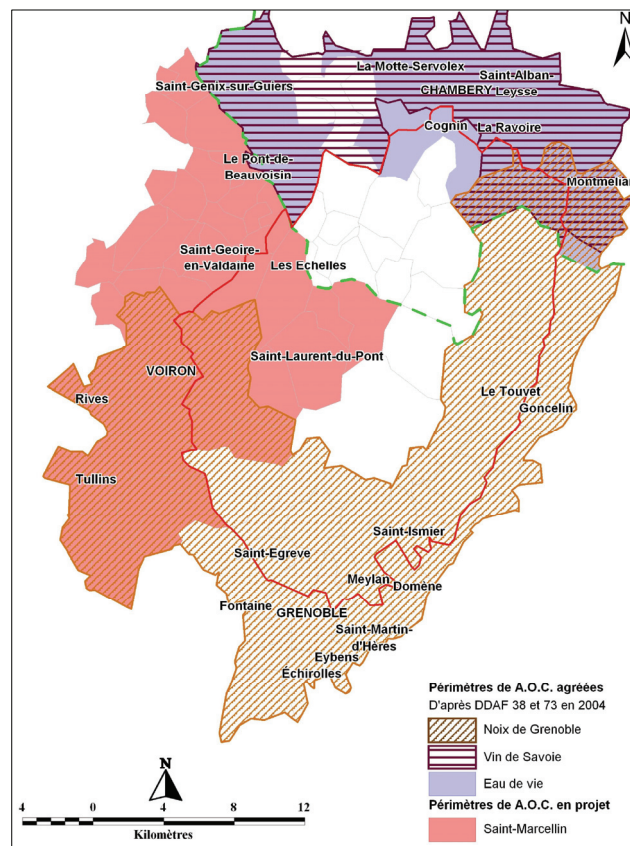 N
La Motte-Servolex
Saint-Genix-sur-Guiers
Saint-Alban-
CHAMBERY Leysse
Cognin
La Ravoire
Le Pont-de-
Beauvoisin
Montmelian
Saint-Geoire-
en-Valdaine
Les Echelles
Saint-Laurent-du-Pont
VOIRON
Rives
Le Touvet
Goncelin
Tullins
Saint-Ismier
Saint-Egreve
Meylan
Domène
Fontaine
GRENOBLE
Saint-Martin-
d'Hères
Eybens
Échirolles
Périmètres de A.O.C. agréées
D'après DDAF 38 et 73 en 2004
Noix de Grenoble
Vin de Savoie
Eau de vie
Périmètres de A.O.C. en projet
Saint-Marcellin
N
4 0 4 8 12
Kilomètres